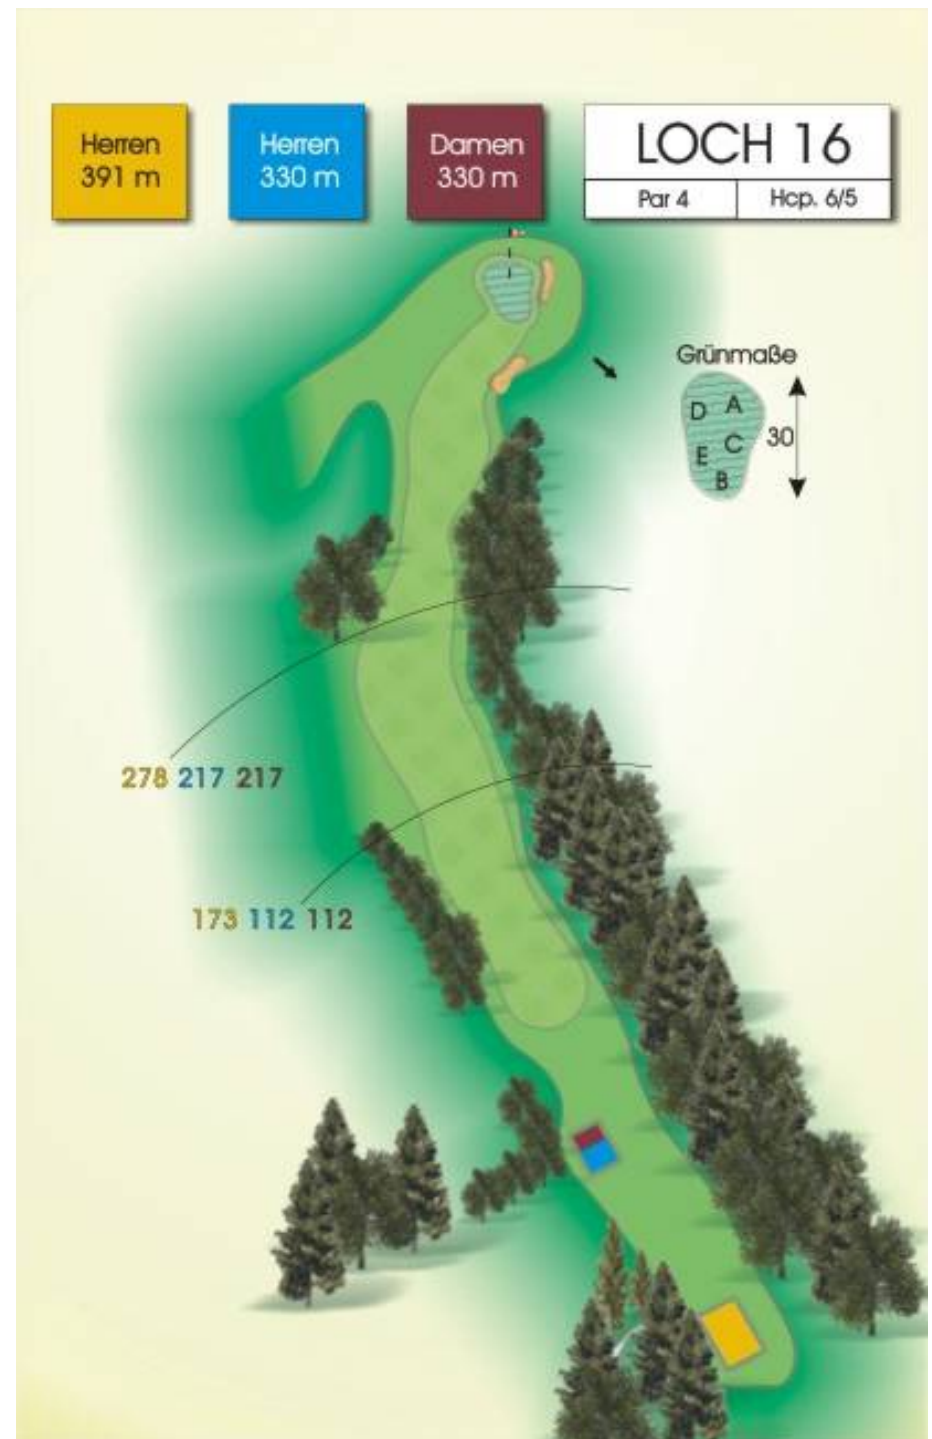 Herren
391 m
Herren
330 m
Damen
330 m
LOCH 16
Par 4
Hcp. 6/5
Grünmaße
D A
30
C
E
B
278 217 217
173 112 112